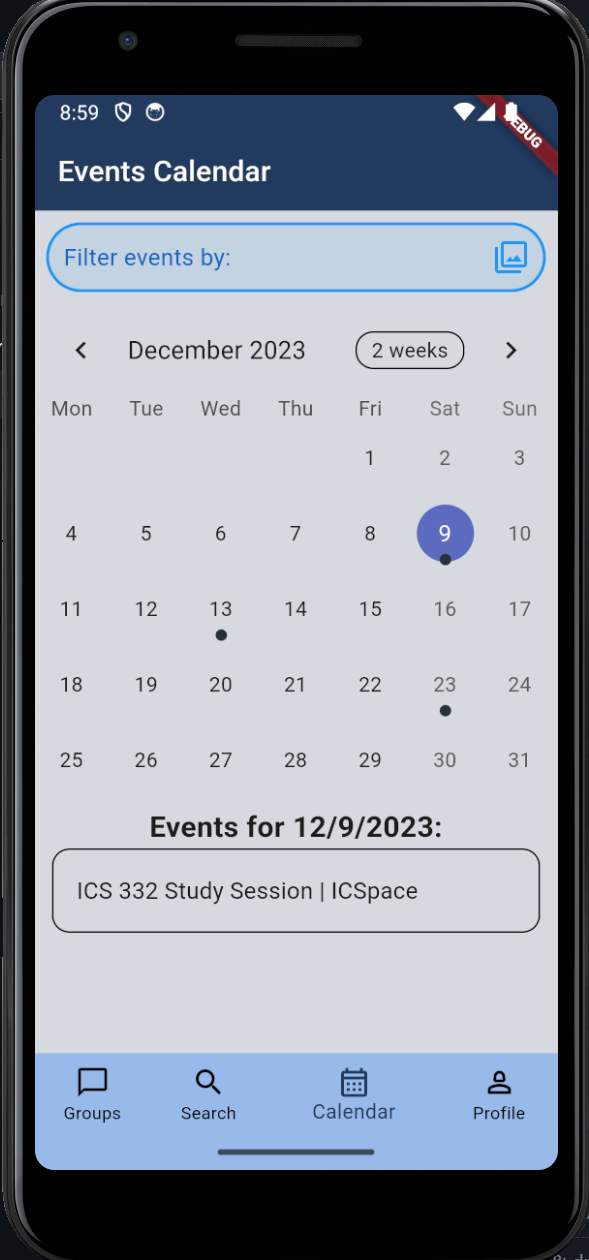 8:59
DEBUG
Events Calendar
Filter events by:
December 2023 2 weeks
Mon Tue Wed Thu Fri Sat Sun
1 2 3
4 5 6 7 8 9 10
11 12 13 14 15 16 17
18 19 20 21 22 23 24
25 26 27 28 29 30 31
Events for 12/9/2023:
ICS 332 Study Session | ICSpace
Groups Search Calendar Profile